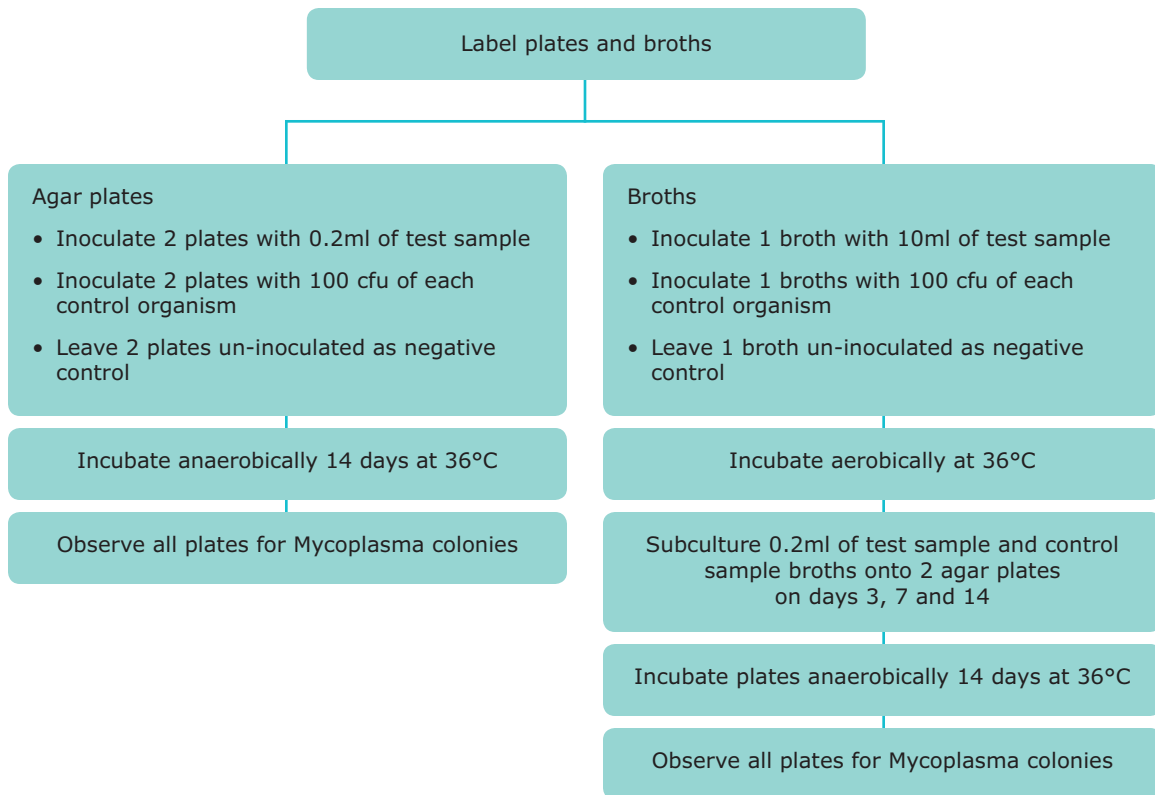 Label plates and broths
Agar plates
• Inoculate 2 plates with 0.2ml of test sample
• Inoculate 2 plates with 100 cfu of each
control organism
• Leave 2 plates un-inoculated as negative
control
Incubate anaerobically 14 days at 36°C
Observe all plates for Mycoplasma colonies
Broths
• Inoculate 1 broth with 10ml of test sample
• Inoculate 1 broths with 100 cfu of each
control organism
• Leave 1 broth un-inoculated as negative
control
Incubate aerobically at 36°C
Subculture 0.2ml of test sample and control
sample broths onto 2 agar plates
on days 3, 7 and 14
Incubate plates anaerobically 14 days at 36°C
Observe all plates for Mycoplasma colonies